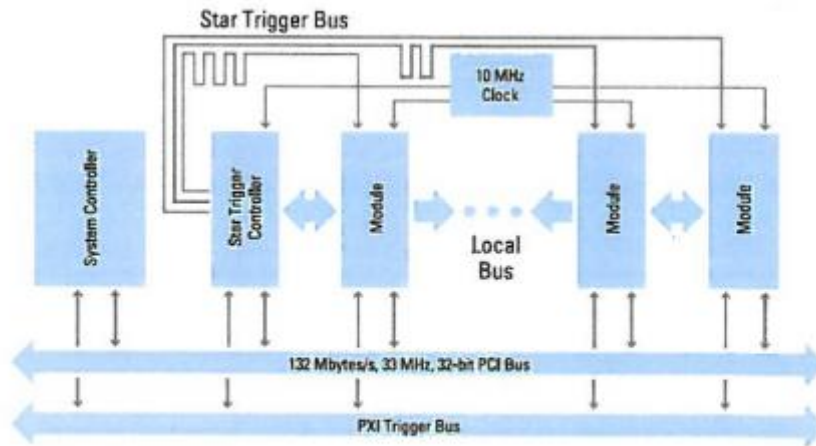 Star Trigger Bus
10 MHz
Clock
System Controller
Star Trigger
Controller
Module
Module
Module
Local
Bus
132 Mbytes/s, 33 MHz, 32-bit PCI Bus
PXI Trigger Bus